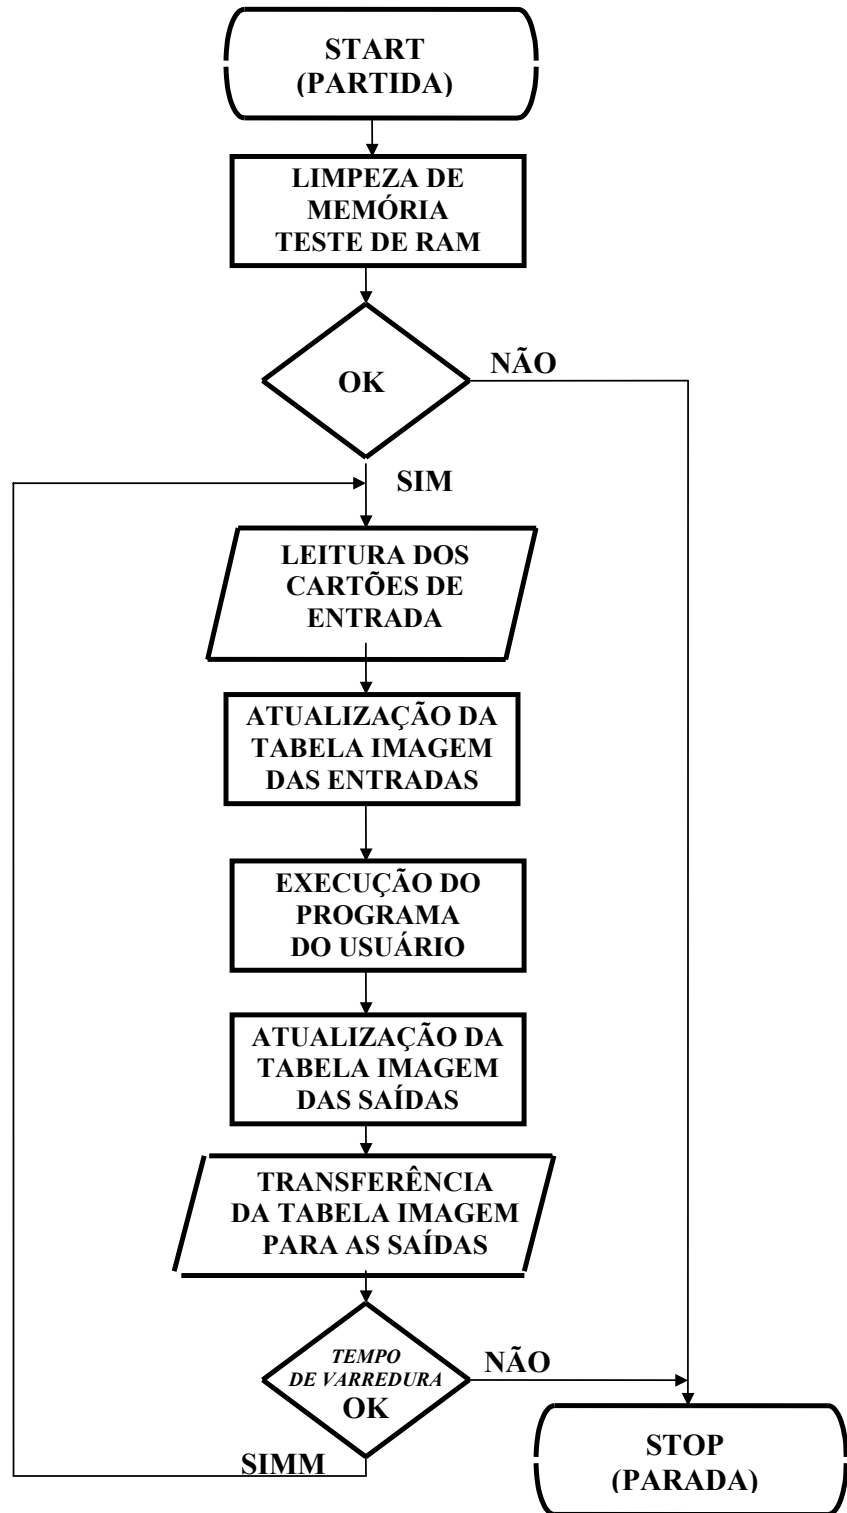 START
(PARTIDA)
LIMPEZA DE
MEMÓRIA
TESTE DE RAM
OK
NÃO
SIM
LEITURA DOS
CARTÕES DE
ENTRADA
ATUALIZAÇÃO DA
TABELA IMAGEM
DAS ENTRADAS
EXECUÇÃO DO
PROGRAMA
DO USUÁRIO
ATUALIZAÇÃO DA
TABELA IMAGEM
DAS SAÍDAS
TRANSFERÊNCIA
DA TABELA IMAGEM
PARA AS SAÍDAS
TEMPO
DE VARREDURA
OK
NÃO
SIMM
STOP
(PARADA)